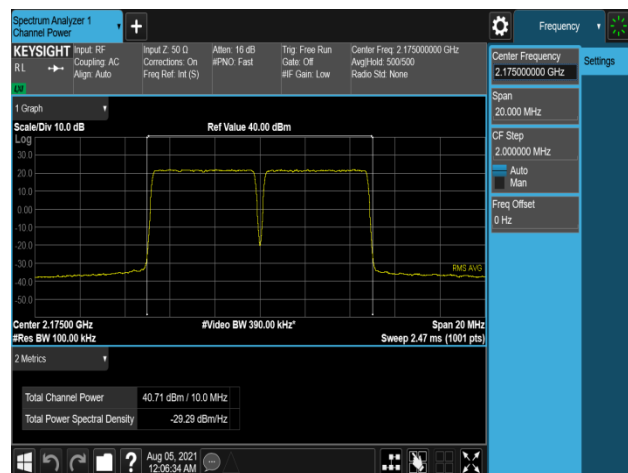 Spectrum Analyzer 1
Channel Power
+
Frequency
KEYSIGHT
RL
LM
Input: RF
Coupling: AC
Align: Auto
Input Z: 50 Ω
Corrections: On
Freq Ref: Int (S)
Atten: 16 dB
#PNO: Fast
Trig: Free Run
Gate: Off
#IF Gain: Low
Center Freq: 2.175000000 GHz
Avg|Hold: 500/500
Radio Std: None
Center Frequency
2.175000000 GHz
Settings
Span
20.000 MHz
CF Step
2.000000 MHz
Auto
Man
Freq Offset
0 Hz
1 Graph
Scale/Div 10.0 dB
Ref Value 40.00 dBm
Log
30.0
20.0
10.0
0.00
-10.0
-20.0
-30.0
-40.0
-50.0
RMS AVG
Center 2.17500 GHz
#Video BW 390.00 kHz*
Span 20 MHz
#Res BW 100.00 kHz
Sweep 2.47 ms (1001 pts)
2 Metrics
Total Channel Power
40.71 dBm / 10.0 MHz
Total Power Spectral Density
-29.29 dBm/Hz
?
Aug 05, 2021
12:06:34 AM